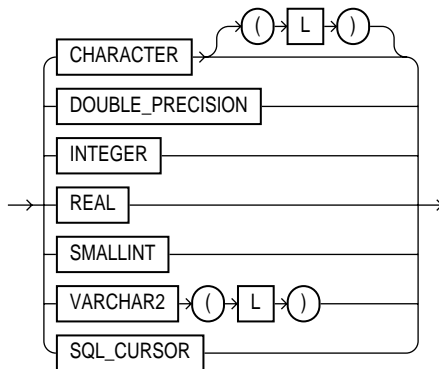 ( L )
CHARACTER
DOUBLE_PRECISION
INTEGER
REAL
SMALLINT
VARCHAR2 ( L )
SQL_CURSOR